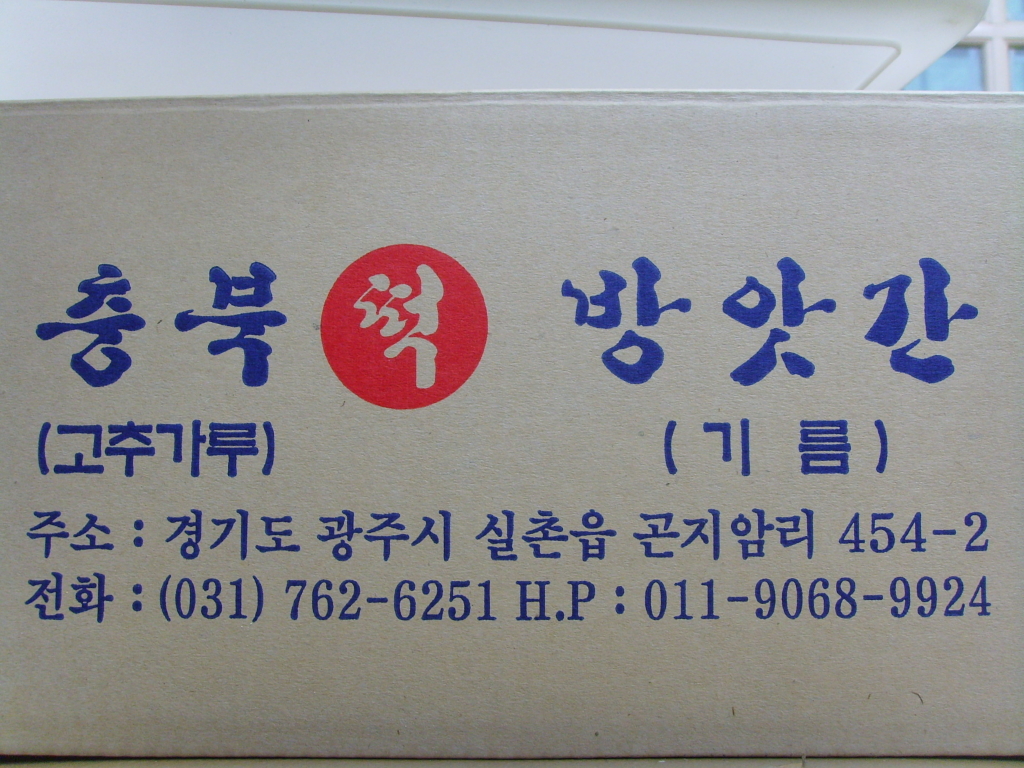 충북 떡 방앗간
(고추가루) (기름)
주소 : 경기도 광주시 실촌읍 곤지암리 454-2
전화 : (031) 762-6251 H.P : 011-9068-9924